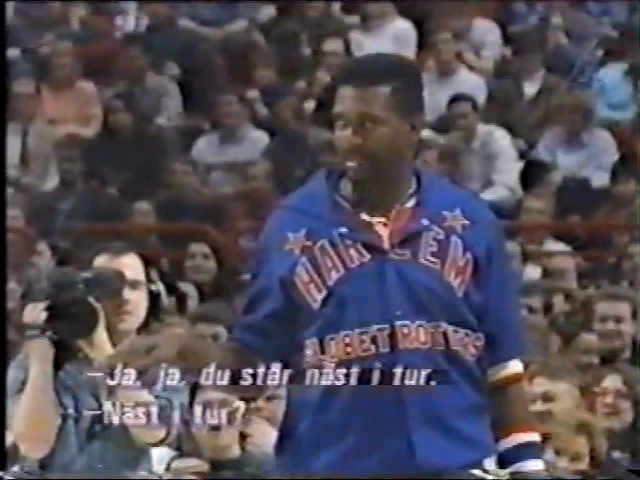 HARLEM
GLOBETROTTERS
-Ja, ja, du står näst i tur.
-Näst i tur?